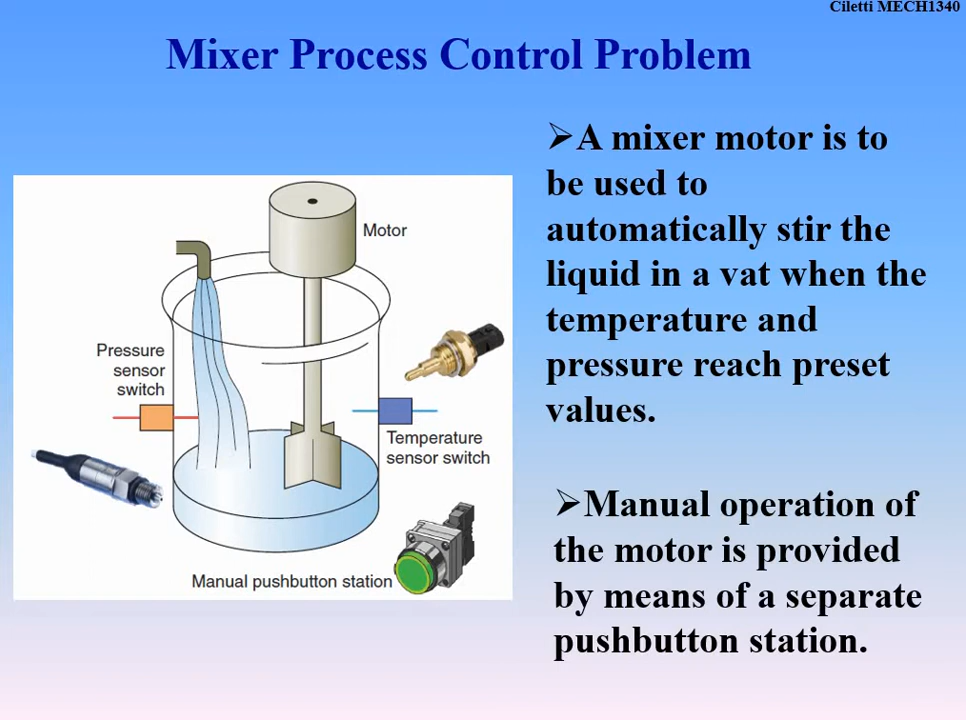 Ciletti MECH1340
Mixer Process Control Problem
➢A mixer motor is to
be used to
automatically stir the
liquid in a vat when the
temperature and
pressure reach preset
values.
Motor
Pressure
sensor
switch
Temperature
sensor switch
Manual pushbutton station
➢Manual operation of
the motor is provided
by means of a separate
pushbutton station.